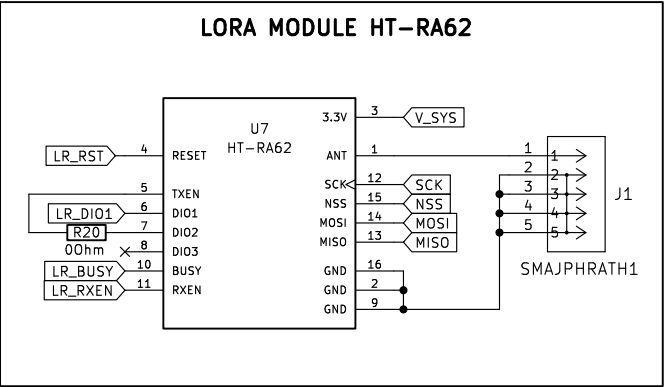 LORA MODULE HT-RA62
U7
HT-RA62
3.3V 3 V_SYS
LR_RST 4 RESET
ANT 1
1 1
SCK 12 SCK
2 2
5 TXEN
NSS 15 NSS
3 3
J1
LR_DIO1 6 DIO1
MOSI 14 MOSI
4 4
R20 7 DIO2
MISO 13 MISO
5 5
0Ohm 8 DIO3
LR_BUSY 10 BUSY
GND 16
SMAJPHRATH1
LR_RXEN 11 RXEN
GND 2
GND 9